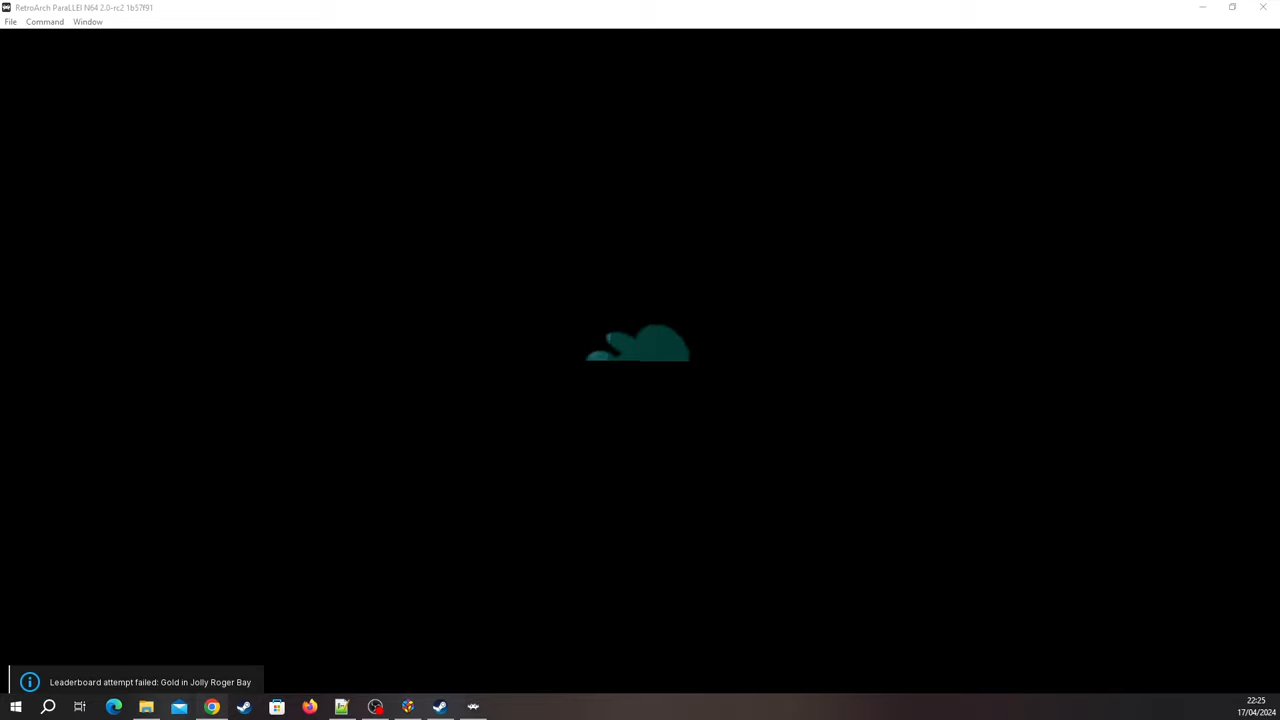 RetroArch ParaLLEl N64 2.0-rc2 1b57f91
File Command Window
Leaderboard attempt failed: Gold in Jolly Roger Bay
22:25
17/04/2024